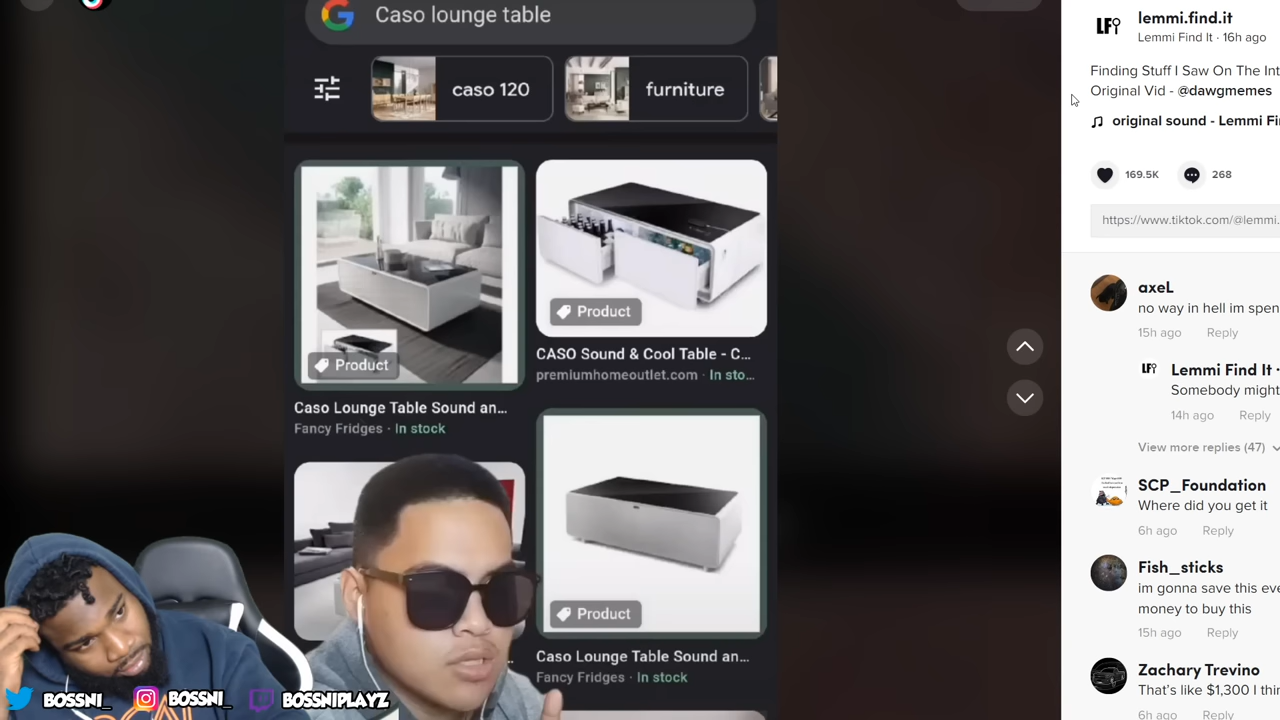 Caso lounge table
caso 120
furniture
Product
Caso Lounge Table Sound an...
Fancy Fridges · In stock
Product
CASO Sound & Cool Table - C...
premiumhomeoutlet.com · In sto...
Product
Caso Lounge Table Sound an...
Fancy Fridges · In stock
BOSSNI_
BOSSNI_
BOSSNIPLAYZ
LF
lemmi.find.it
Lemmi Find It · 16h ago
Finding Stuff I Saw On The Int
Original Vid - @dawgmemes
original sound - Lemmi Fi
169.5K
268
https://www.tiktok.com/@lemmi.
axeL
no way in hell im spen
15h ago Reply
LF
Lemmi Find It ·
Somebody might
14h ago Reply
View more replies (47)
SCP_Foundation
Where did you get it
6h ago Reply
Fish_sticks
im gonna save this eve
money to buy this
15h ago Reply
Zachary Trevino
That's like $1,300 I thin
6h ago Reply